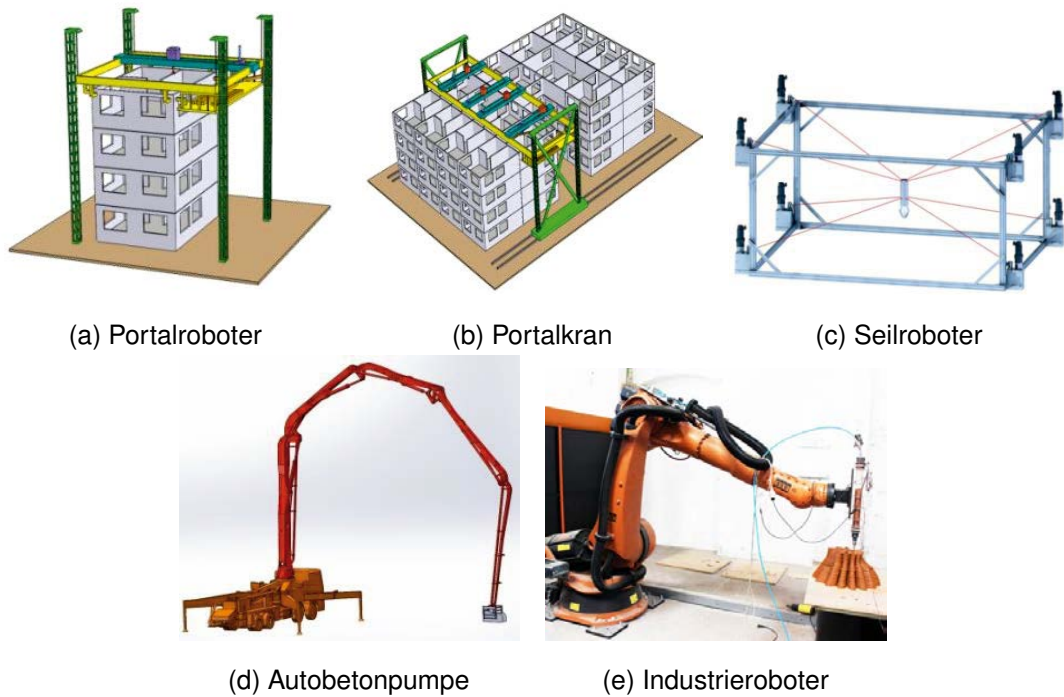 (a) Portalroboter
(b) Portalkran
(c) Seilroboter
(d) Autobetonpumpe
(e) Industrieroboter